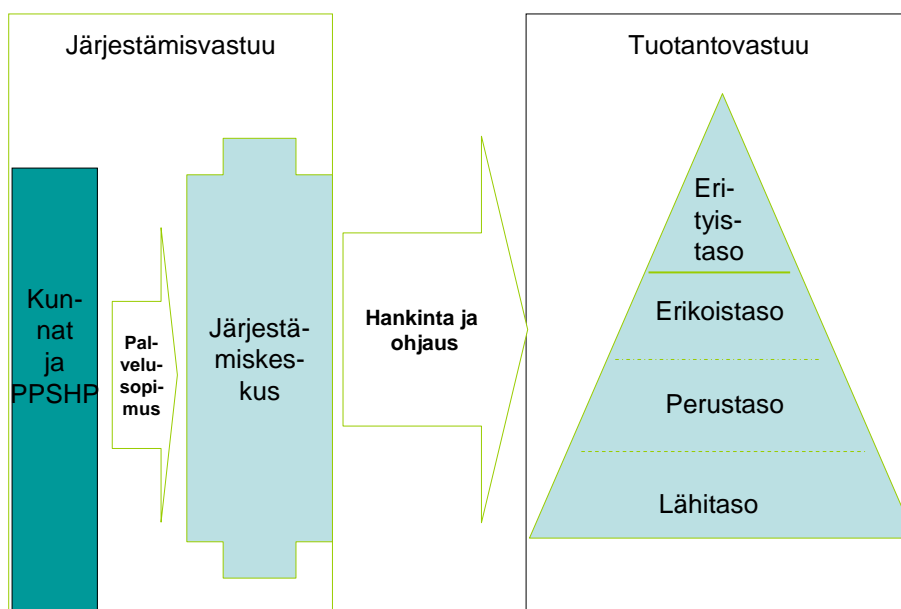 Järjestämisvastuu
Kun-
nat
ja
PPSHP
Pal-
velu-
sopi-
mus
Järjestä-
miskes-
kus
Hankinta ja
ohjaus
Tuotantovastuu
Eri-
tyis-
taso
Erikoistaso
Perustaso
Lähitaso